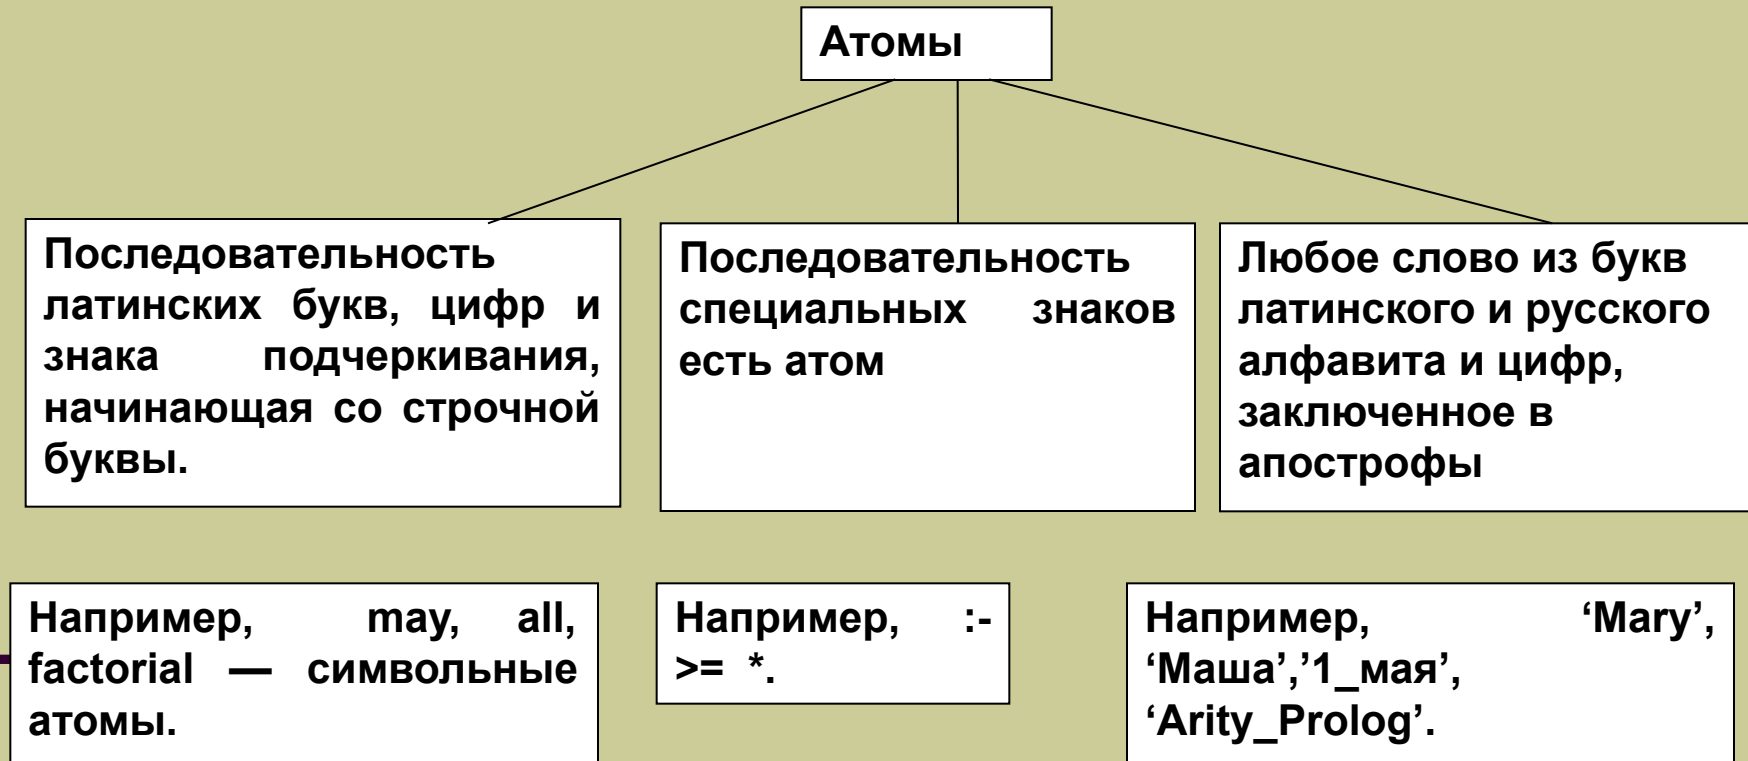 Атомы
Последовательность
латинских букв, цифр и
знака подчеркивания,
начинающая со строчной
буквы.
Последовательность
специальных знаков
есть атом
Любое слово из букв
латинского и русского
алфавита и цифр,
заключенное в
апострофы
Например, may, all,
factorial — символьные
атомы.
Например, :-
>= *.
Например, ‘Mary’,
‘Маша’,’1_мая’,
‘Arity_Prolog’.